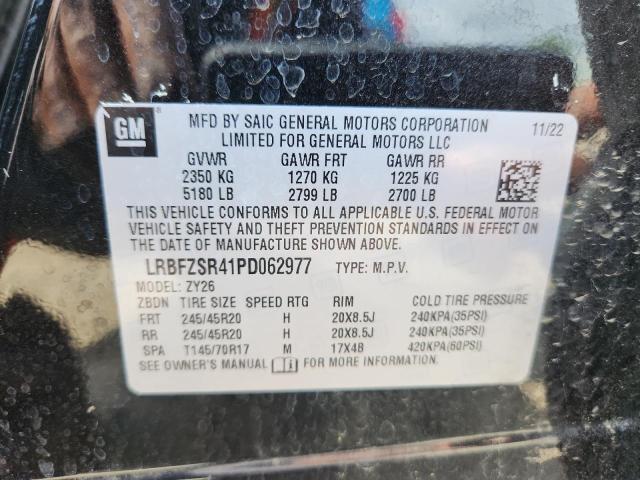 GM
MFD BY SAIC GENERAL MOTORS CORPORATION 11/22
LIMITED FOR GENERAL MOTORS LLC
GVWR GAWR FRT GAWR RR
2350 KG 1270 KG 1225 KG
5180 LB 2799 LB 2700 LB
THIS VEHICLE CONFORMS TO ALL APPLICABLE U.S. FEDERAL MOTOR
VEHICLE SAFETY AND THEFT PREVENTION STANDARDS IN EFFECT
ON THE DATE OF MANUFACTURE SHOWN ABOVE.
LRBFZSR41PD062977 TYPE: M.P.V.
MODEL: ZY26
ZBDN TIRE SIZE SPEED RTG RIM COLD TIRE PRESSURE
FRT 245/45R20 H 20X8.5J 240KPA(35PSI)
RR 245/45R20 H 20X8.5J 240KPA(35PSI)
SPA T145/70R17 M 17X4B 420KPA(60PSI)
SEE OWNER'S MANUAL FOR MORE INFORMATION.